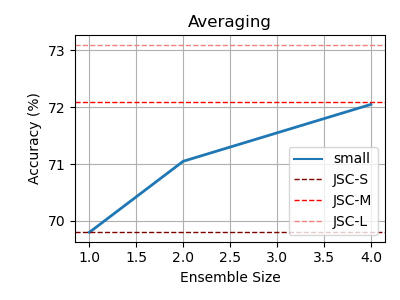 Averaging
Accuracy (%)
73
72
71
70
small
JSC-S
JSC-M
JSC-L
1.0 1.5 2.0 2.5 3.0 3.5 4.0
Ensemble Size